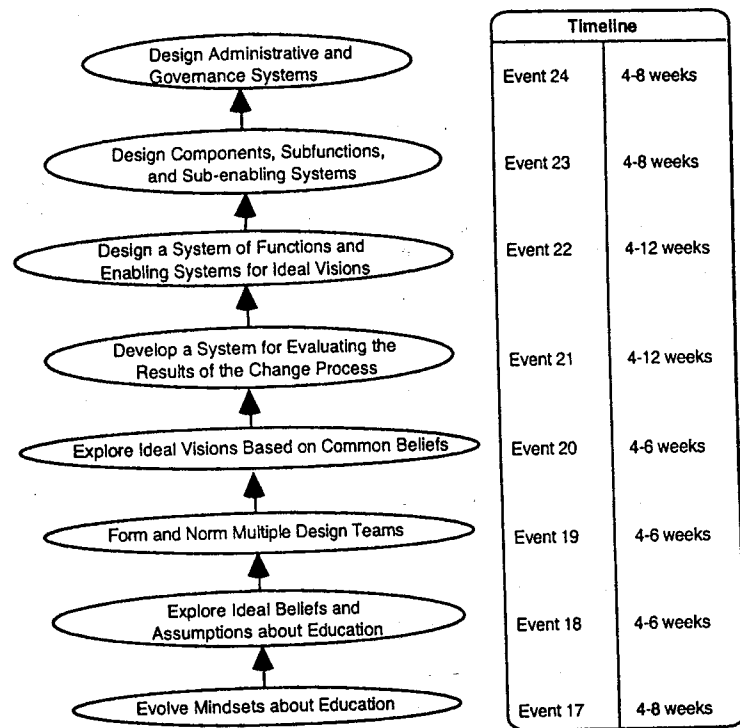 Timeline
Design Administrative and
Governance Systems
Event 24
4-8 weeks
Design Components, Subfunctions,
and Sub-enabling Systems
Event 23
4-8 weeks
Design a System of Functions and
Enabling Systems for Ideal Visions
Event 22
4-12 weeks
Develop a System for Evaluating the
Results of the Change Process
Event 21
4-12 weeks
Explore Ideal Visions Based on Common Beliefs
Event 20
4-6 weeks
Form and Norm Multiple Design Teams
Event 19
4-6 weeks
Explore Ideal Beliefs and
Assumptions about Education
Event 18
4-6 weeks
Evolve Mindsets about Education
Event 17
4-8 weeks